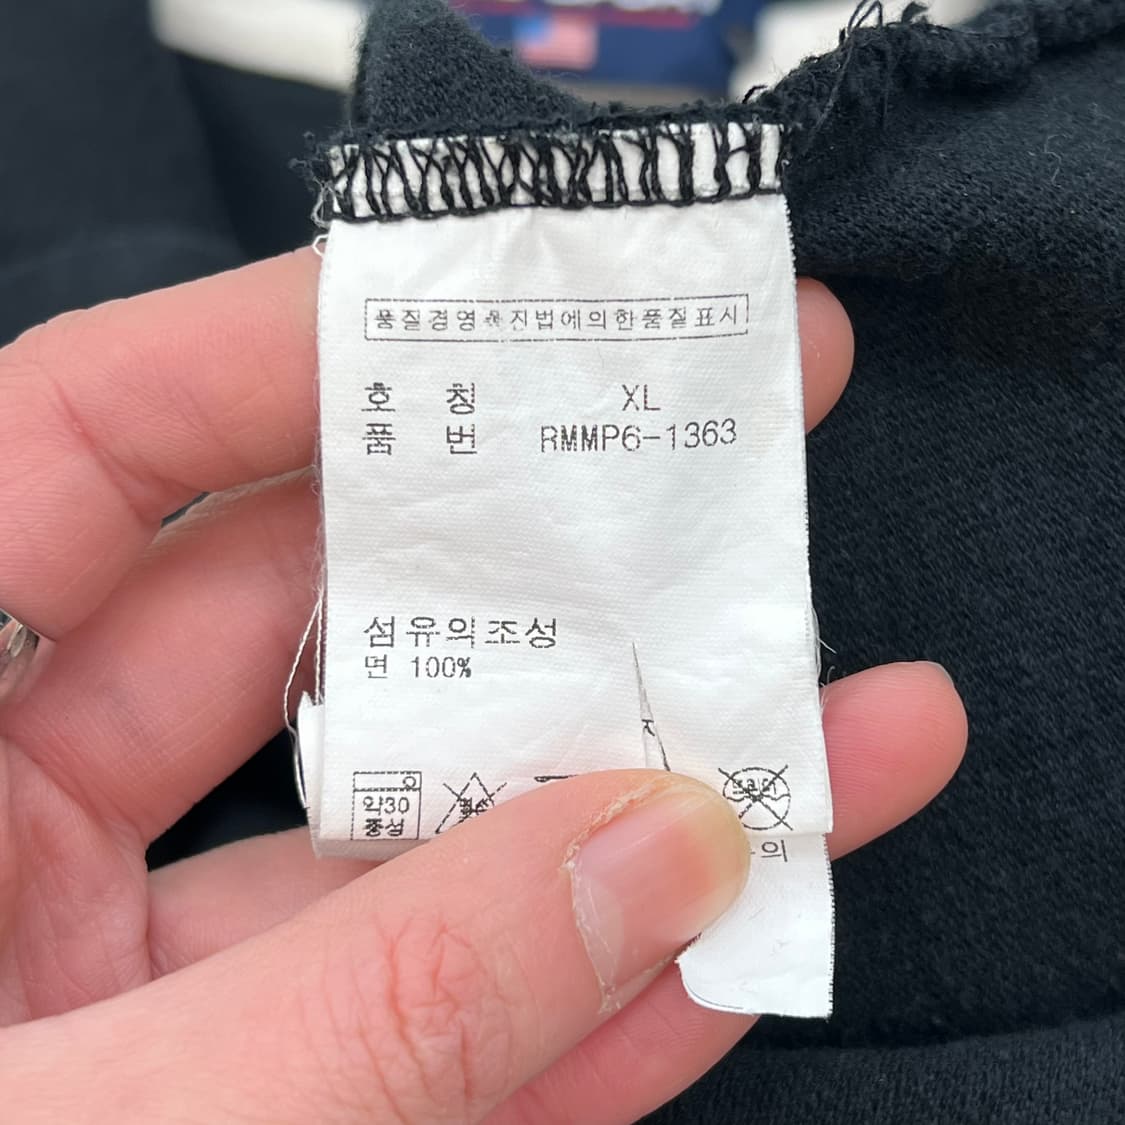 품질경영촉진법에의한품질표시
호 칭 XL
품 번 RMMP6-1363
섬유의조성
면 100%
약30
중성
의